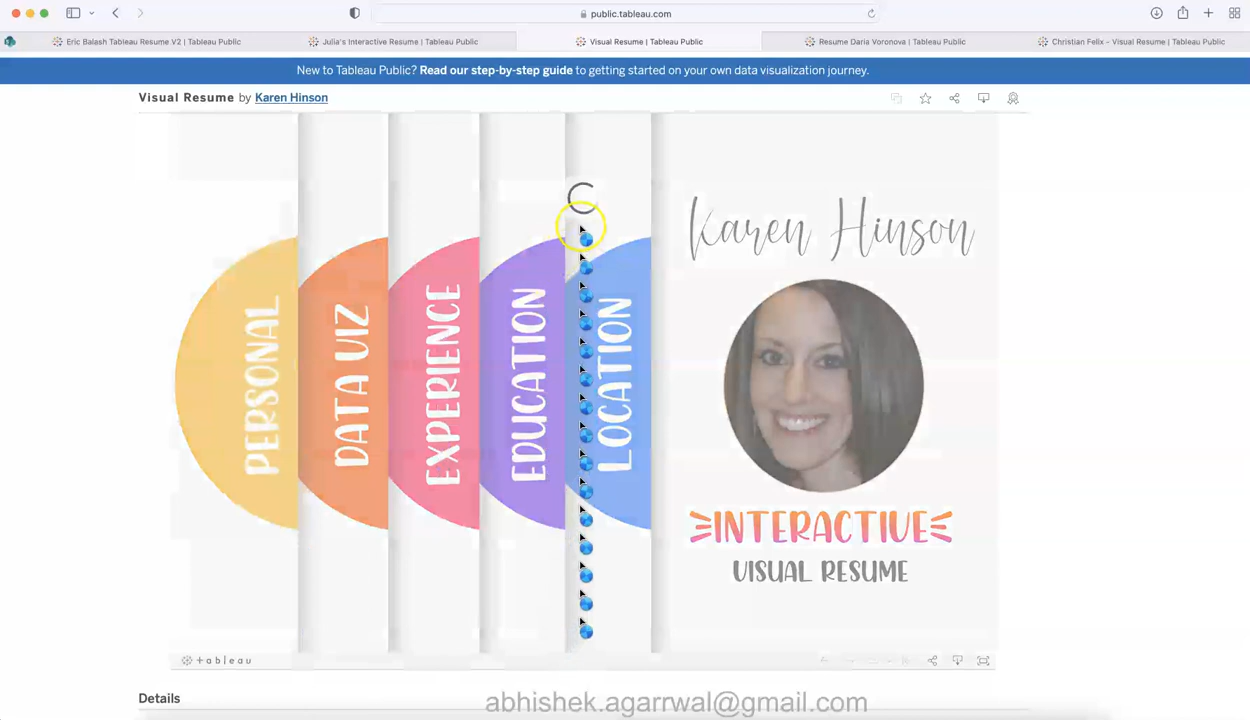 public.tableau.com
Eric Balash Tableau Resume V2 | Tableau Public
Julia's Interactive Resume | Tableau Public
Visual Resume | Tableau Public
Resume Daria Voronova | Tableau Public
Christian Felix - Visual Resume | Tableau Public
New to Tableau Public? Read our step-by-step guide to getting started on your own data visualization journey.
Visual Resume by Karen Hinson
PERSONAL
DATA VIZ
EXPERIENCE
EDUCATION
LOCATION
Karen Hinson
INTERACTIVE
VISUAL RESUME
+ a b l e a u
Details
abhishek.agarrwal@gmail.com